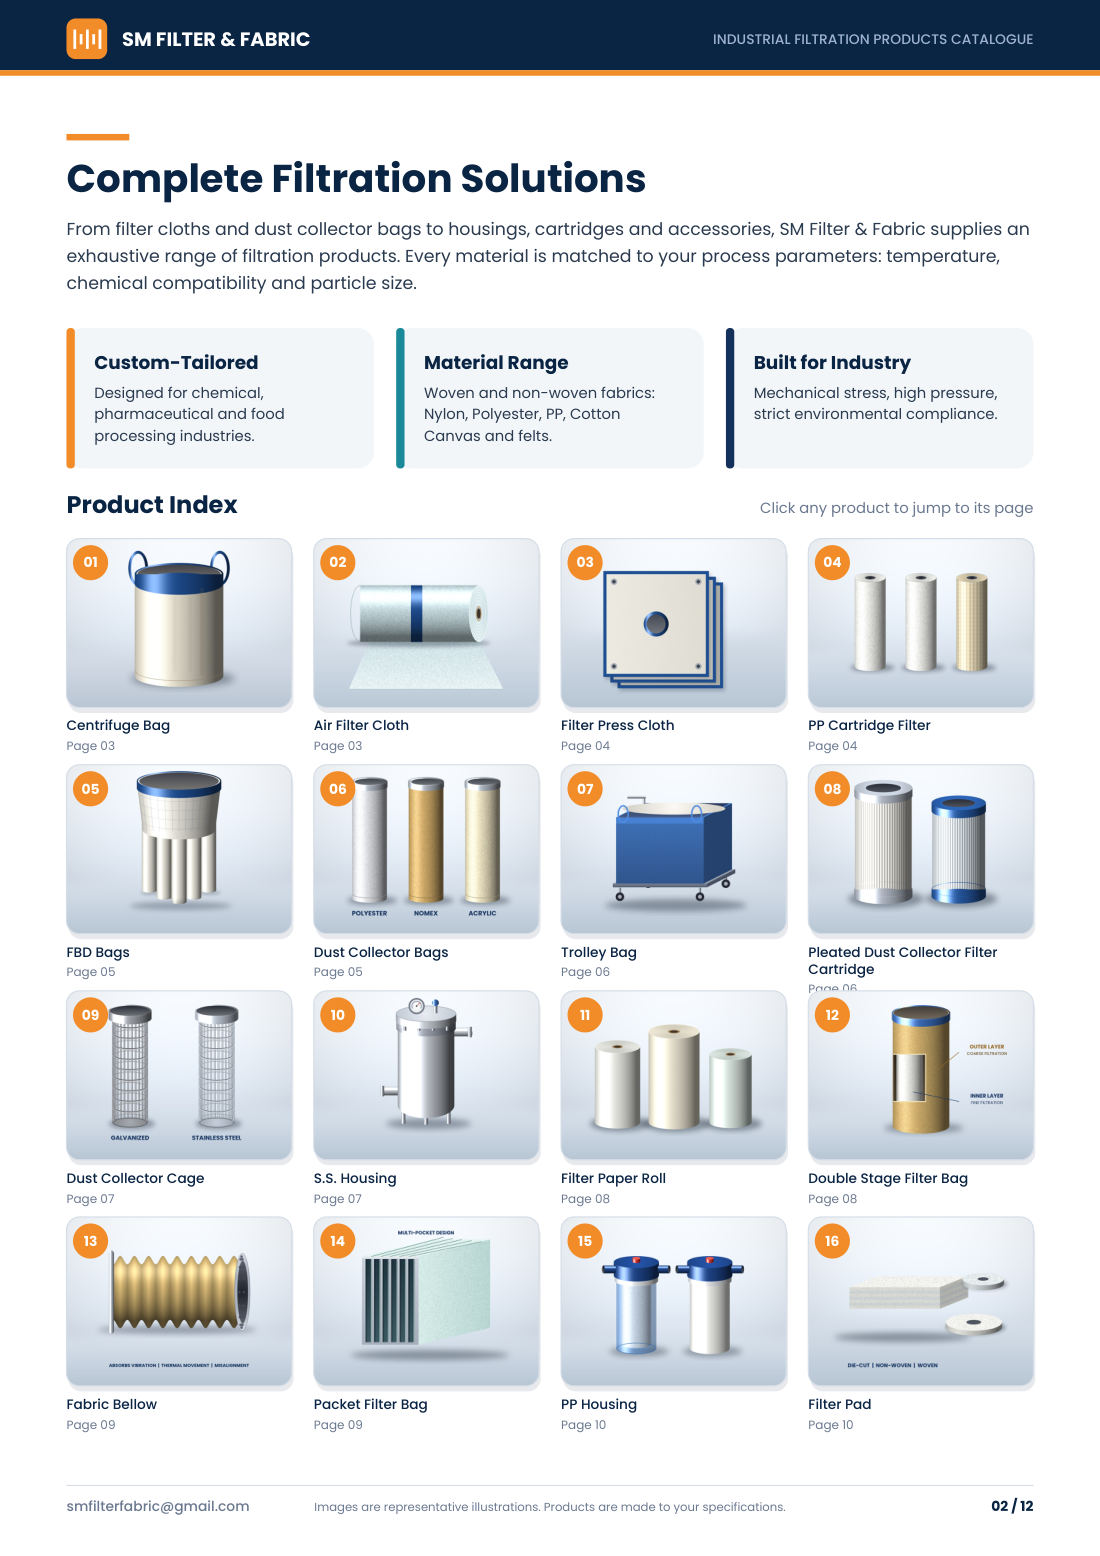 SM FILTER & FABRIC
INDUSTRIAL FILTRATION PRODUCTS CATALOGUE
Complete Filtration Solutions
From filter cloths and dust collector bags to housings, cartridges and accessories, SM Filter & Fabric supplies an
exhaustive range of filtration products. Every material is matched to your process parameters: temperature,
chemical compatibility and particle size.
Custom-Tailored
Designed for chemical,
pharmaceutical and food
processing industries.
Material Range
Woven and non-woven fabrics:
Nylon, Polyester, PP, Cotton
Canvas and felts.
Built for Industry
Mechanical stress, high pressure,
strict environmental compliance.
Product Index
Click any product to jump to its page
01
Centrifuge Bag
Page 03
02
Air Filter Cloth
Page 03
03
Filter Press Cloth
Page 04
04
PP Cartridge Filter
Page 04
05
FBD Bags
Page 05
06
POLYESTER NOMEX ACRYLIC
Dust Collector Bags
Page 05
07
Trolley Bag
Page 06
08
Pleated Dust Collector Filter
Cartridge
Page 06
09
GALVANIZED STAINLESS STEEL
Dust Collector Cage
Page 07
10
S.S. Housing
Page 07
11
Filter Paper Roll
Page 08
12
OUTER LAYER
COARSE FILTRATION
INNER LAYER
FINE FILTRATION
Double Stage Filter Bag
Page 08
13
ABSORBS VIBRATION | THERMAL MOVEMENT | MISALIGNMENT
Fabric Bellow
Page 09
14
MULTI-POCKET DESIGN
Packet Filter Bag
Page 09
15
PP Housing
Page 10
16
DIE-CUT | NON-WOVEN | WOVEN
Filter Pad
Page 10
smfilterfabric@gmail.com
Images are representative illustrations. Products are made to your specifications.
02 / 12